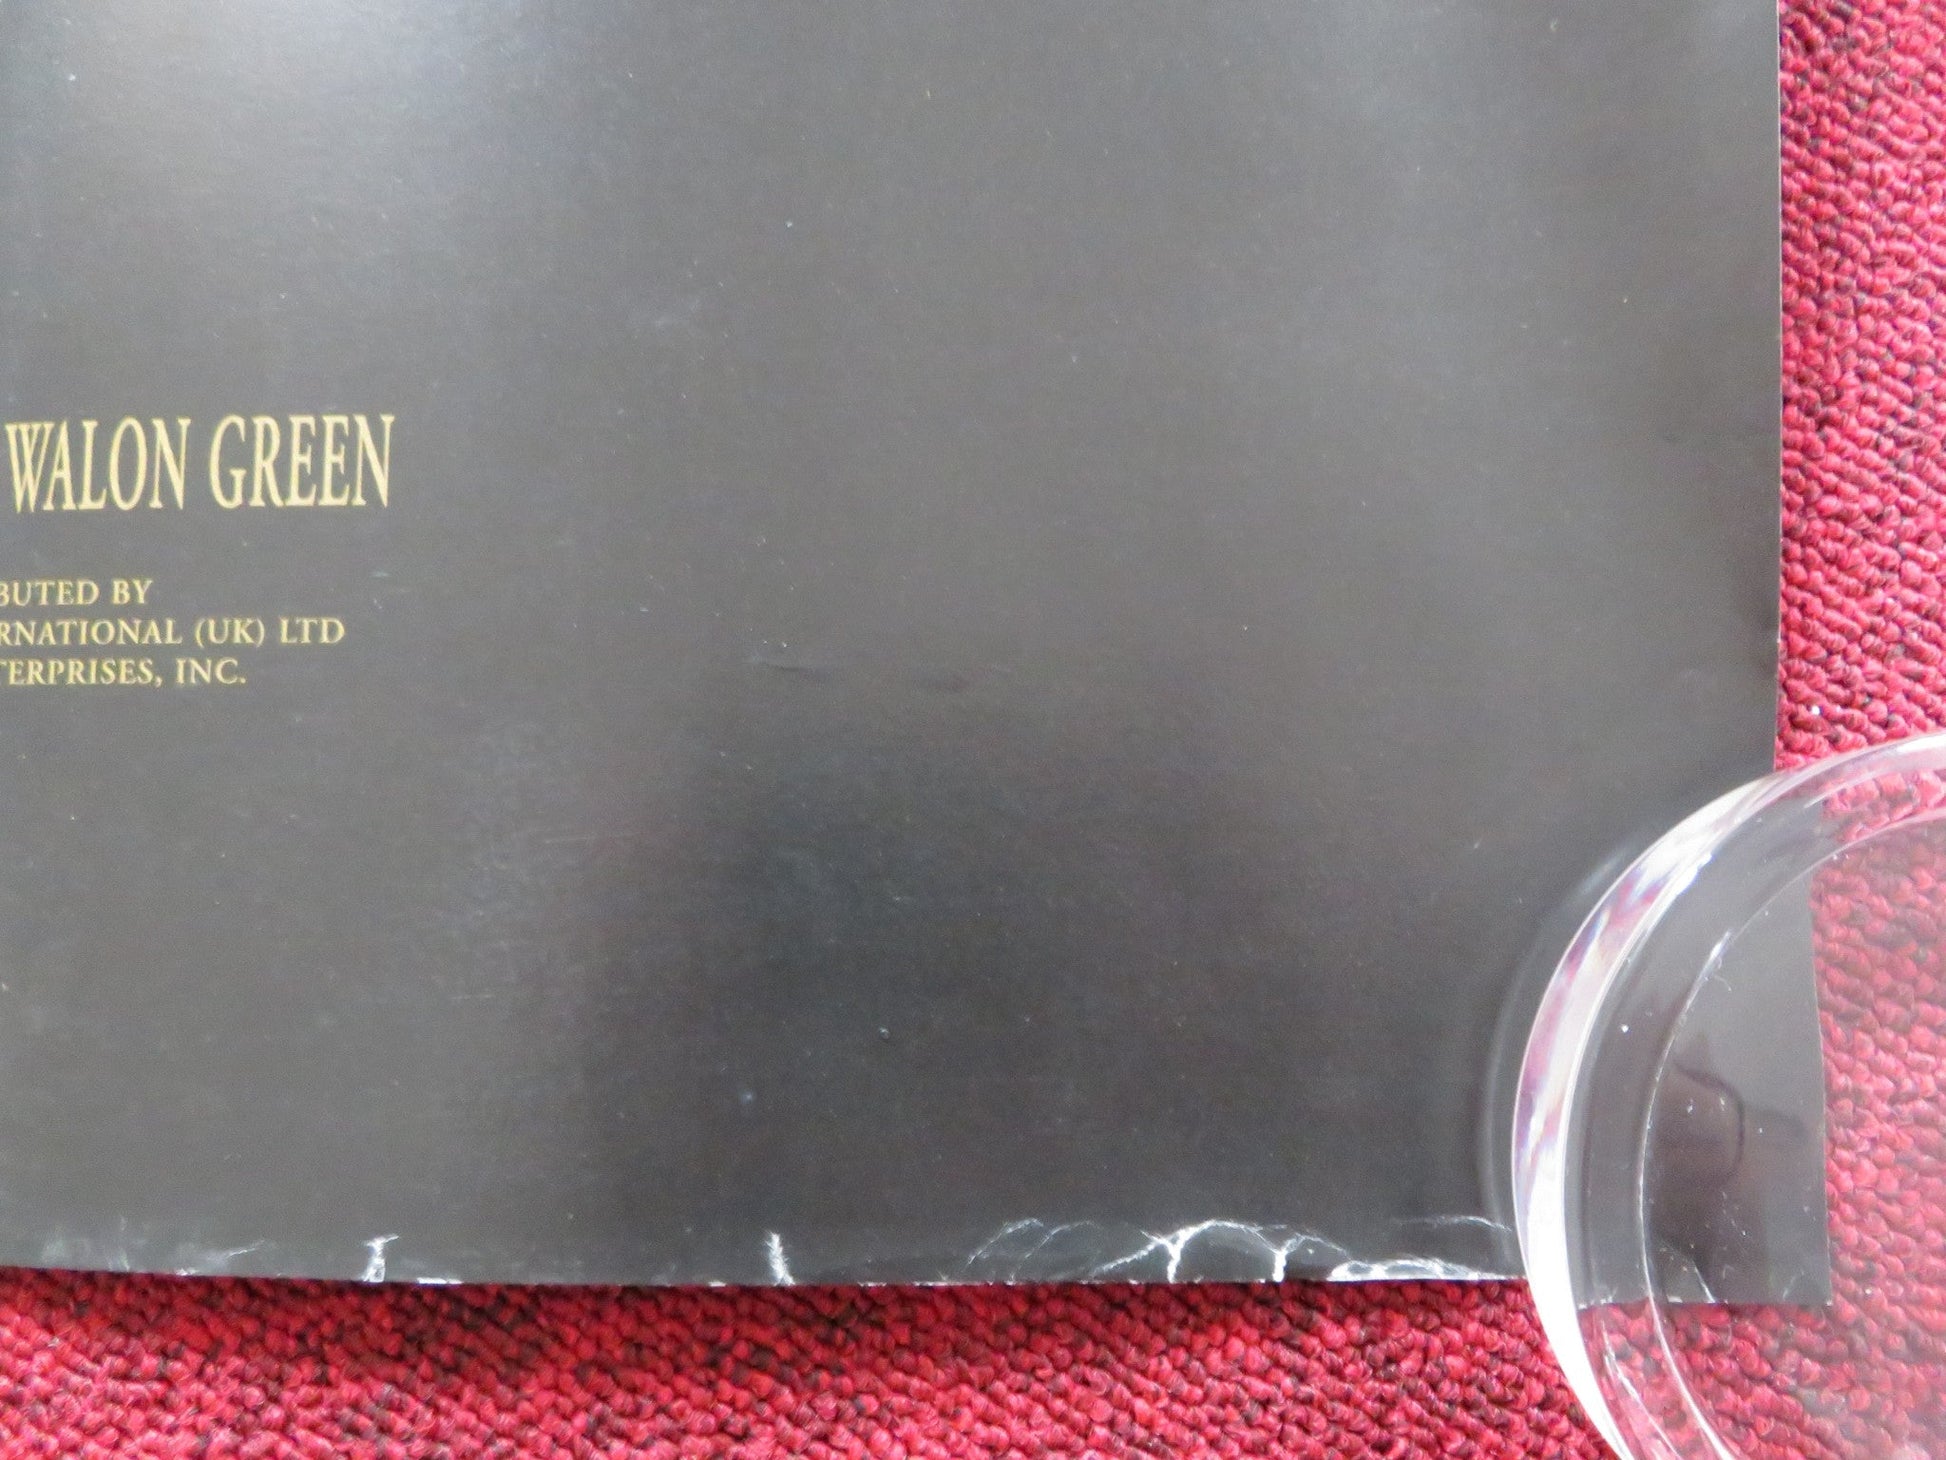 WALON GREEN
BUTED BY
RNATIONAL (UK) LTD
TERPRISES, INC.